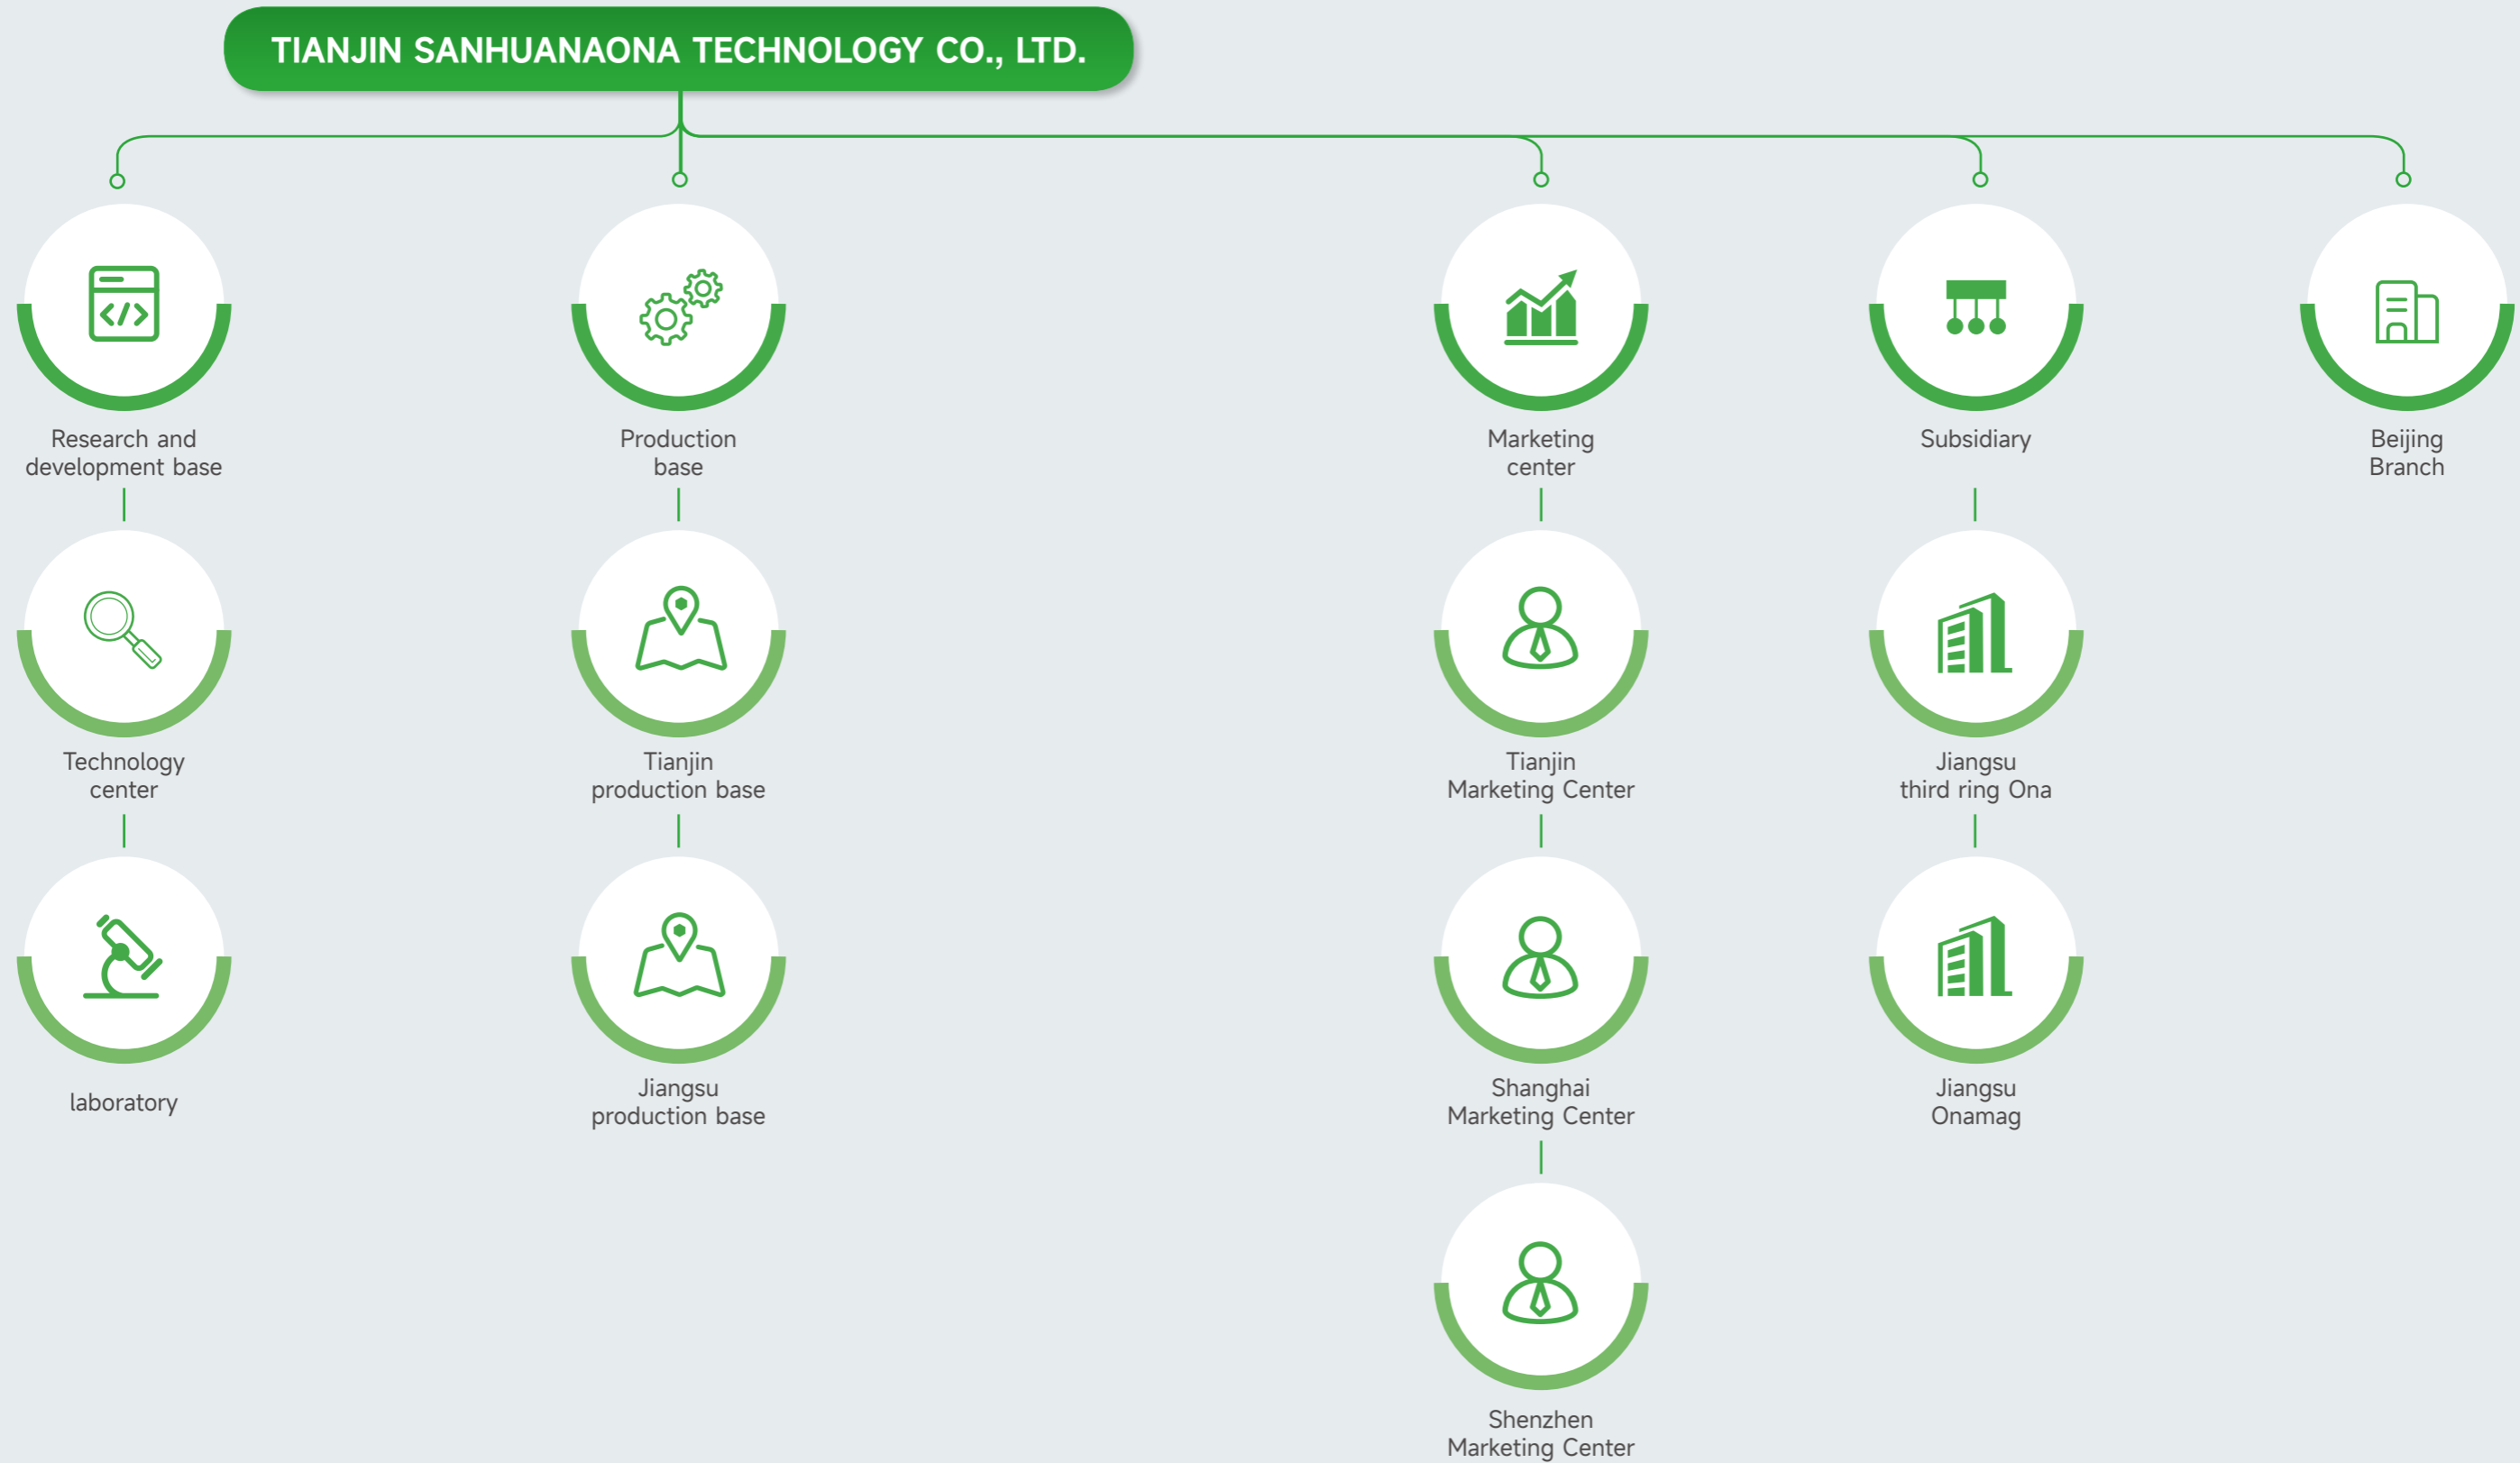 TIANJIN SANHUANAONA TECHNOLOGY CO., LTD.
Research and
development base
Production
base
Marketing
center
Subsidiary
Beijing
Branch
Technology
center
Tianjin
production base
Tianjin
Marketing Center
Jiangsu
third ring Ona
laboratory
Jiangsu
production base
Shanghai
Marketing Center
Jiangsu
Onamag
Shenzhen
Marketing Center